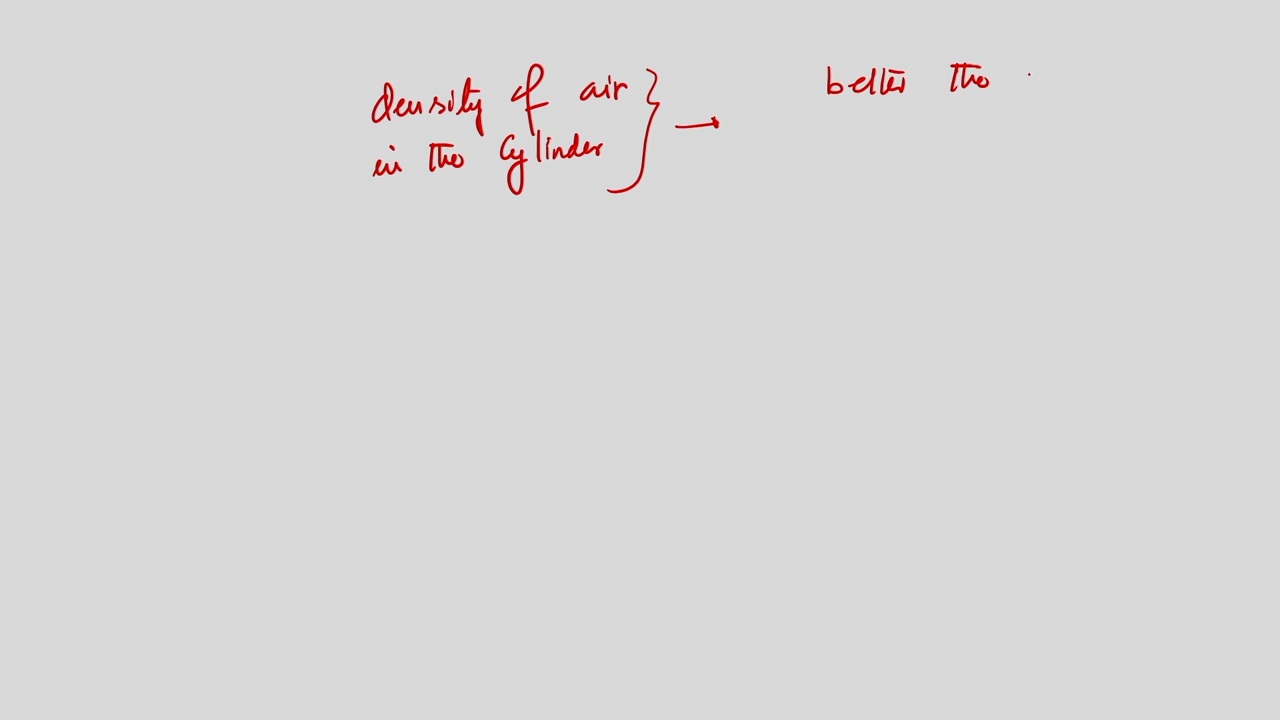 density of air } → better the
in the cylinder